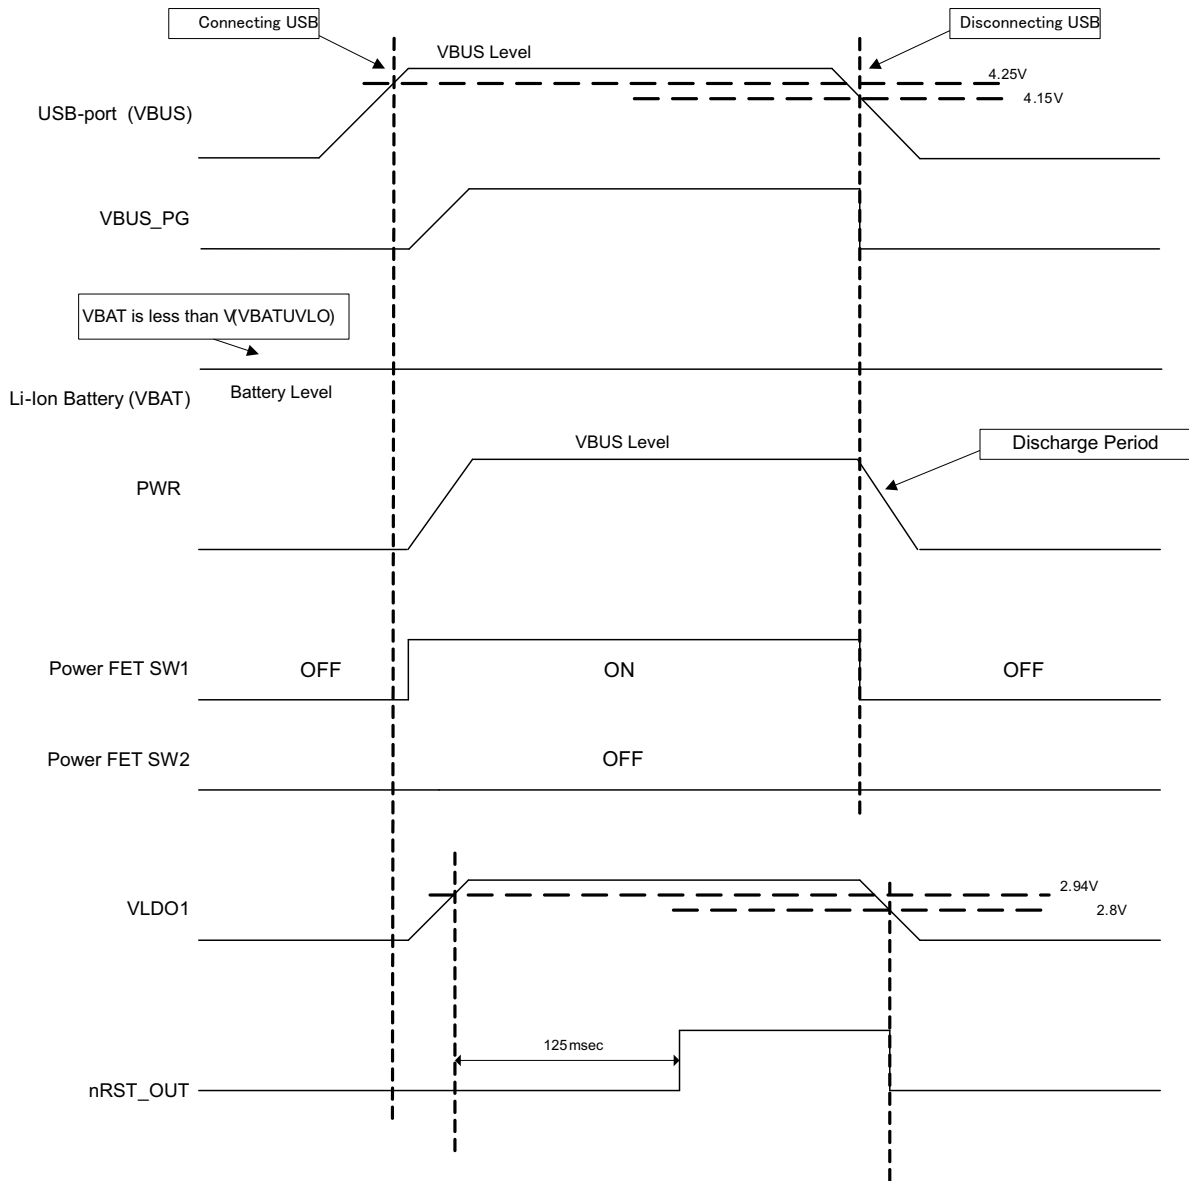 Connecting USB
Disconnecting USB
VBUS Level
4.25V
4.15V
USB-port (VBUS)
VBUS_PG
VBAT is less than V(VBATUVLO)
Battery Level
Li-Ion Battery (VBAT)
VBUS Level
Discharge Period
PWR
Power FET SW1
OFF
ON
OFF
Power FET SW2
OFF
2.94V
2.8V
VLDO1
125msec
nRST_OUT